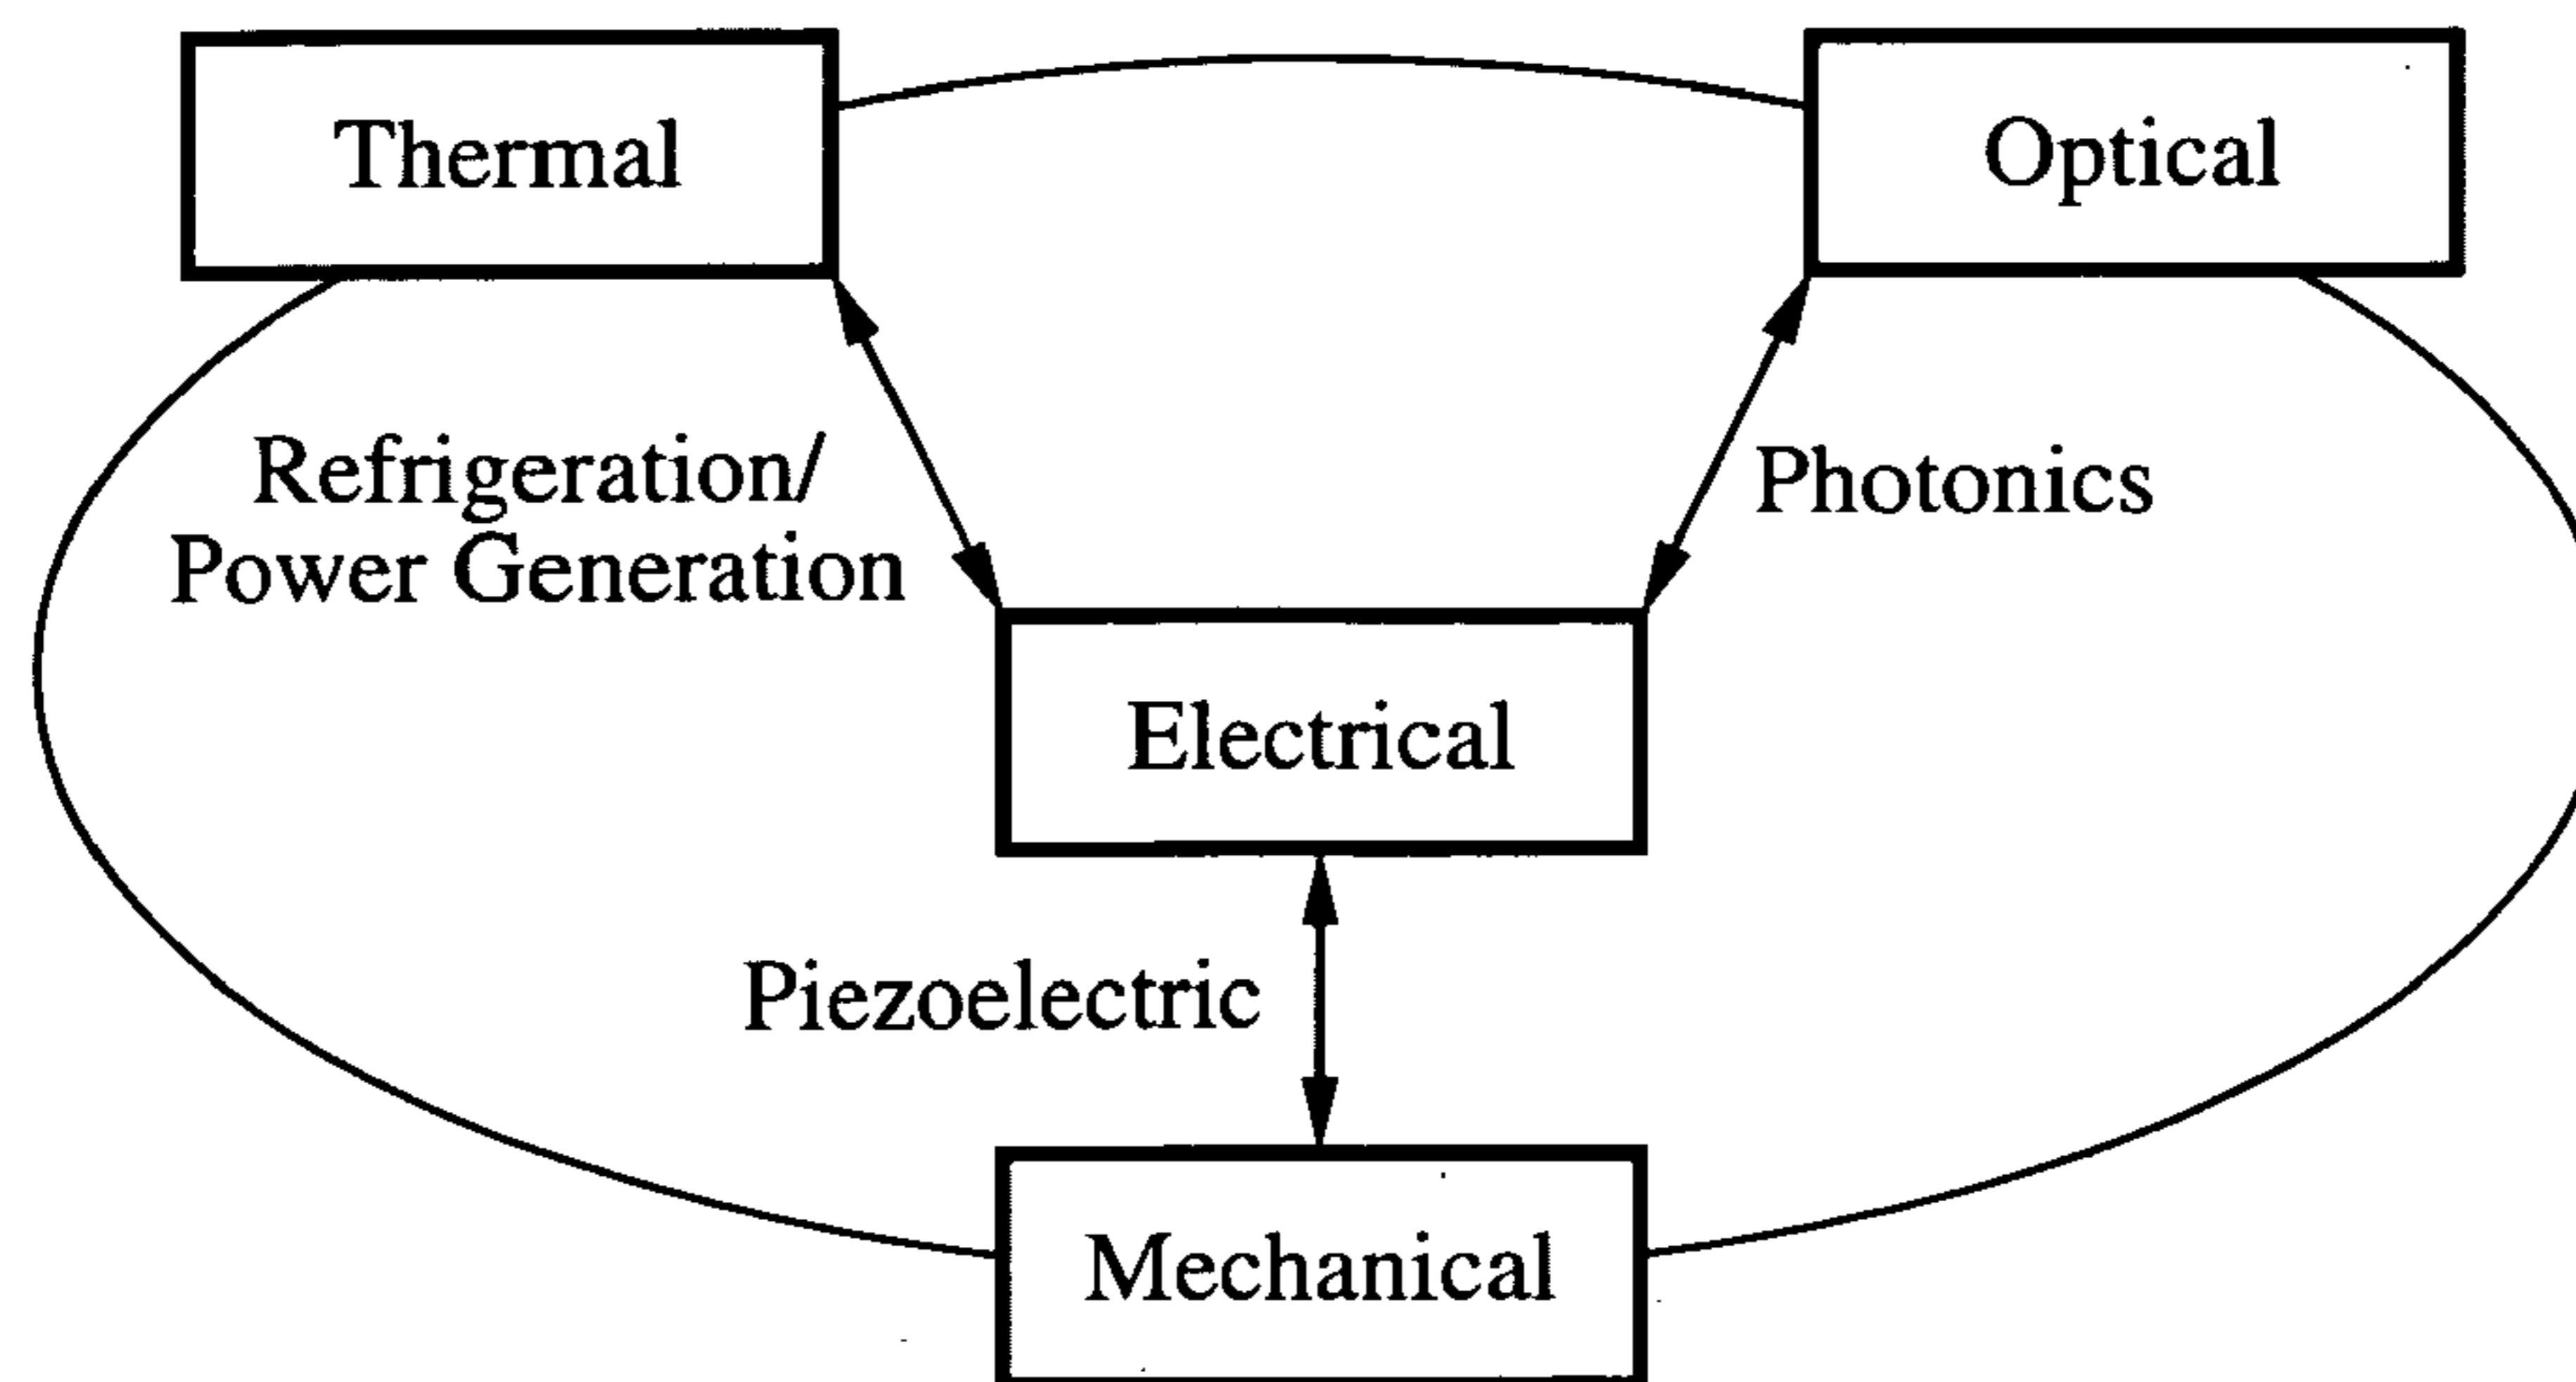 Thermal
Optical
Refrigeration/
Power Generation
Photonics
Electrical
Piezoelectric
Mechanical